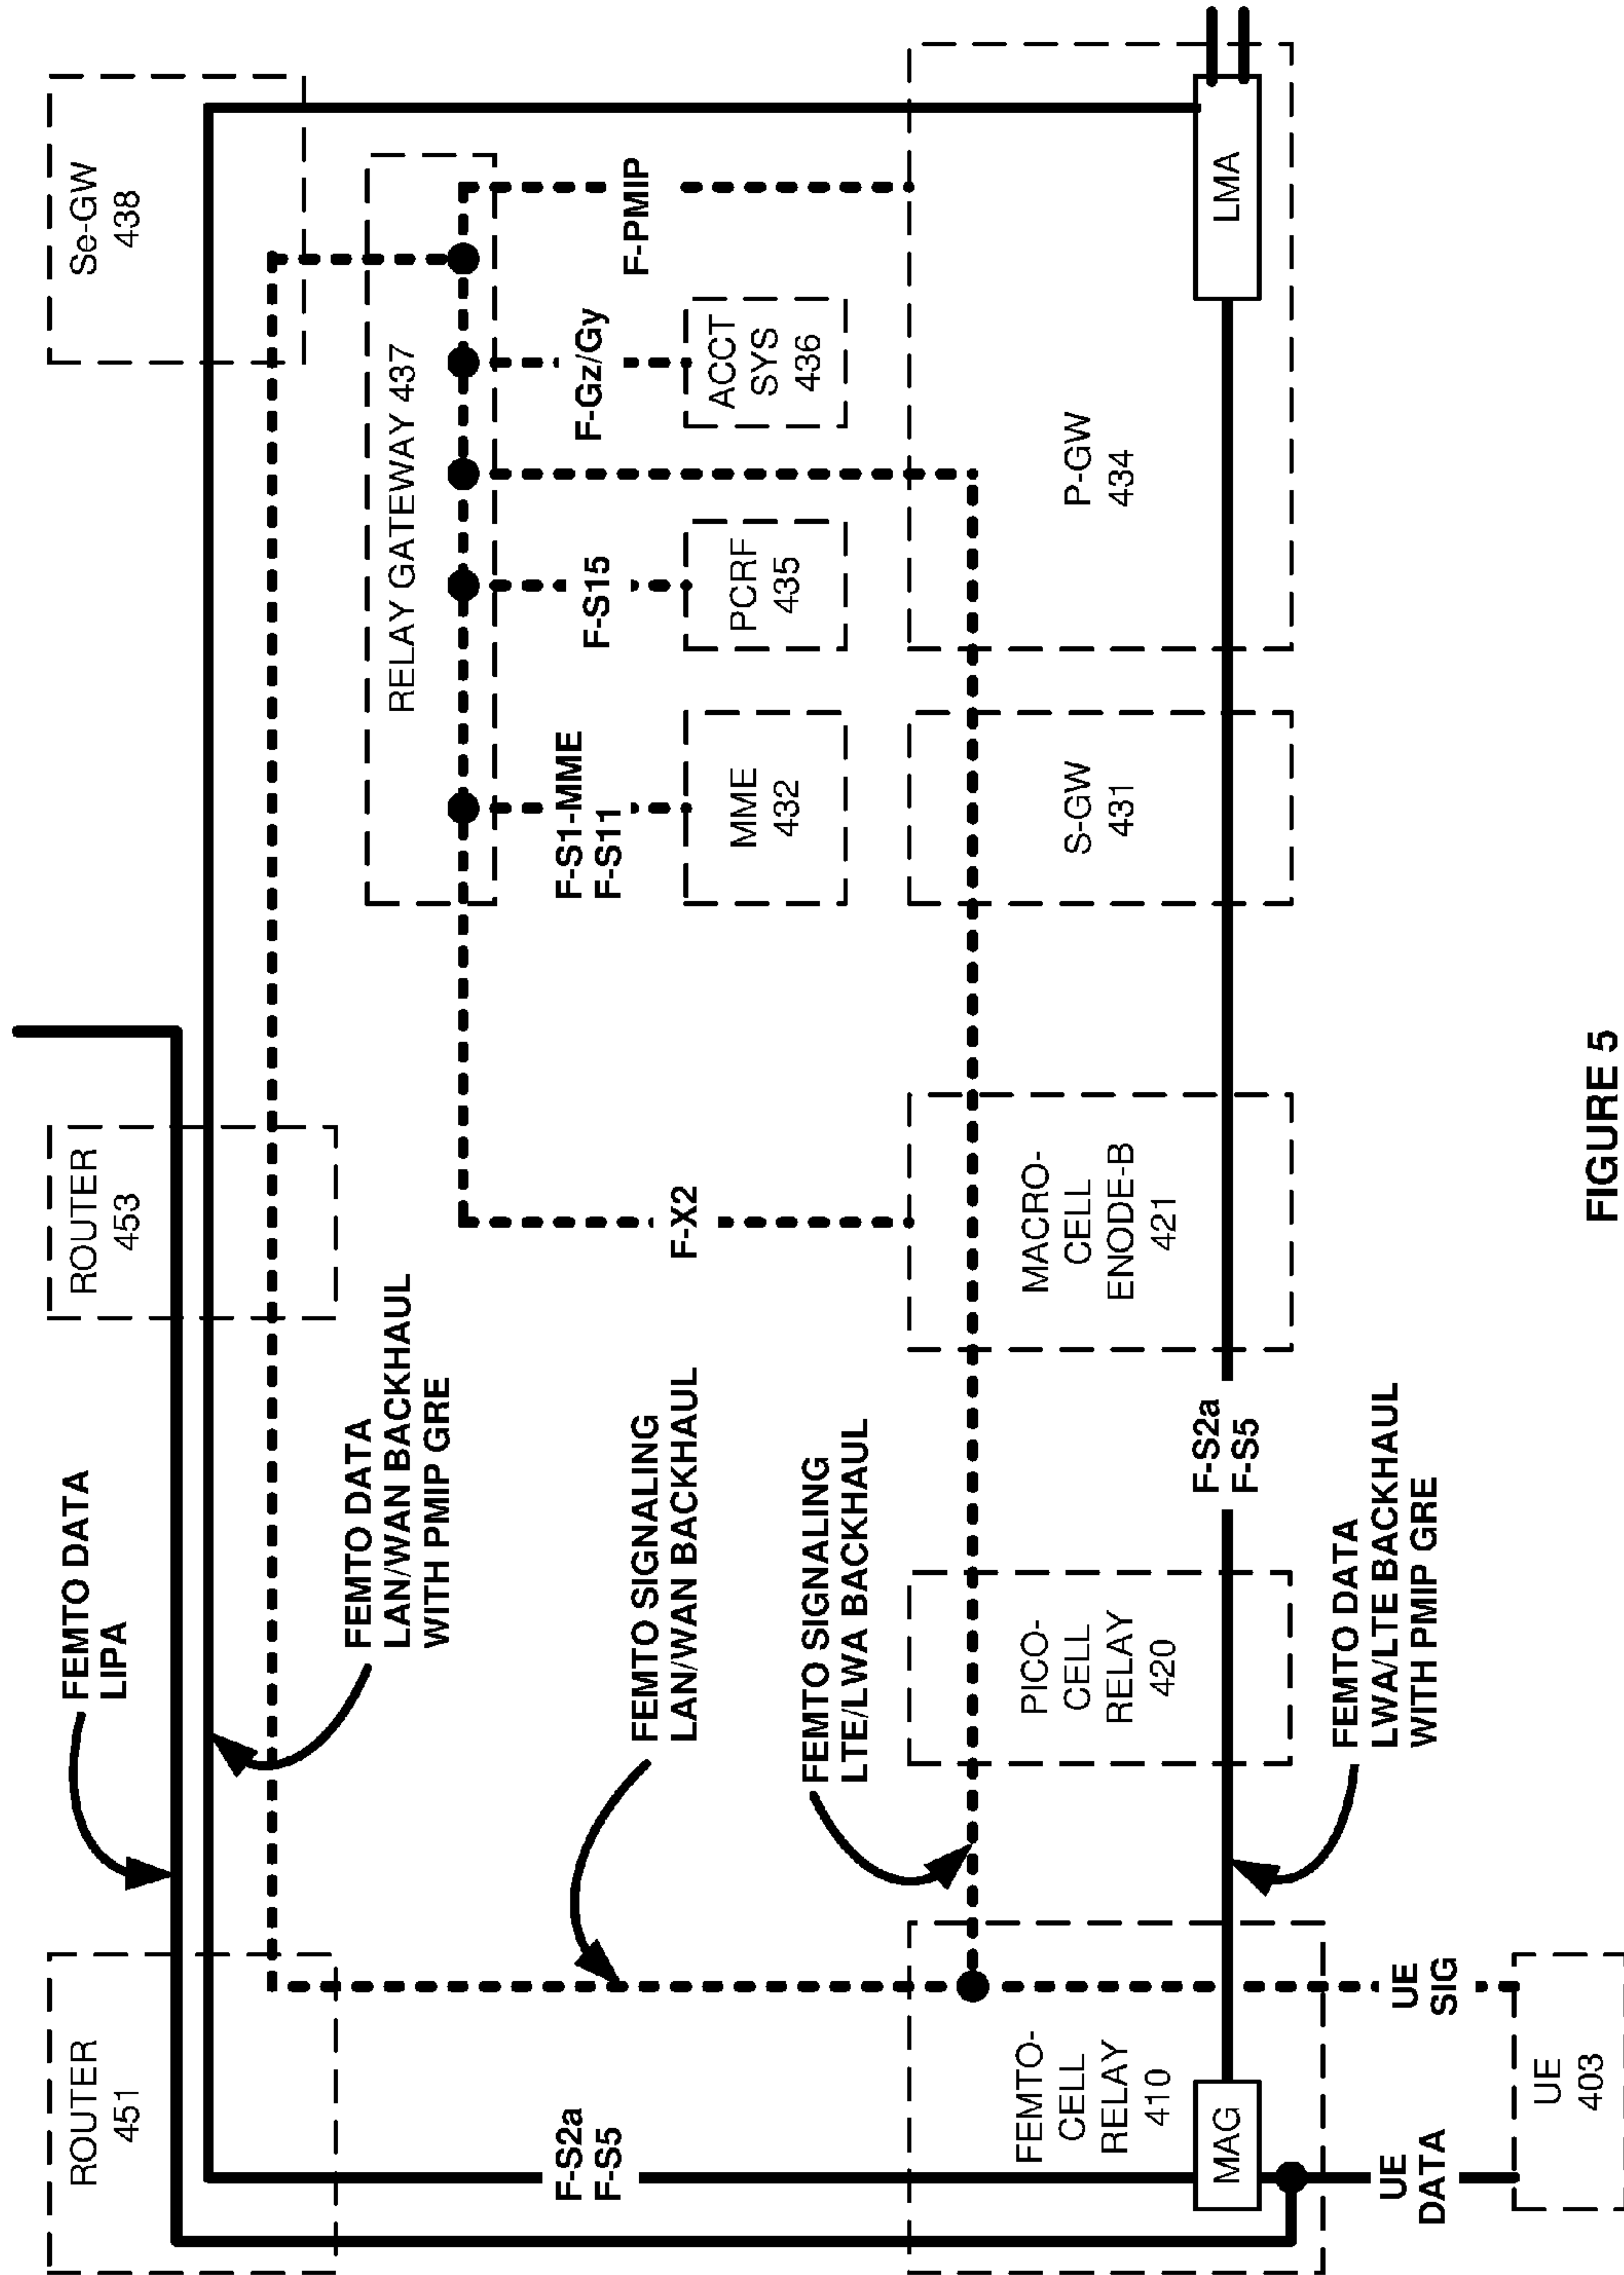 ROUTER
451
ROUTER
453
Se-GW
438
FEMTO DATA
LIPA
FEMTO DATA
LAN/WAN BACKHAUL
WITH PMIP GRE
RELAY GATEWAY 437
F-S2a
F-S5
FEMTO SIGNALING
LAN/WAN BACKHAUL
F-X2
F-S1-MME
F-S11
F-S15
F-Gz/Gy
F-PMIP
FEMTO SIGNALING
LTE/LWA BACKHAUL
MME
432
PCRF
435
ACCT
SYS
436
FEMTO-
CELL
RELAY
410
PICO-
CELL
RELAY
420
MACRO-
CELL
ENODE-B
421
S-GW
431
P-GW
434
MAG
F-S2a
F-S5
LMA
FEMTO DATA
LWA/LTE BACKHAUL
WITH PMIP GRE
UE
DATA
UE
SIG
UE
403
FIGURE 5